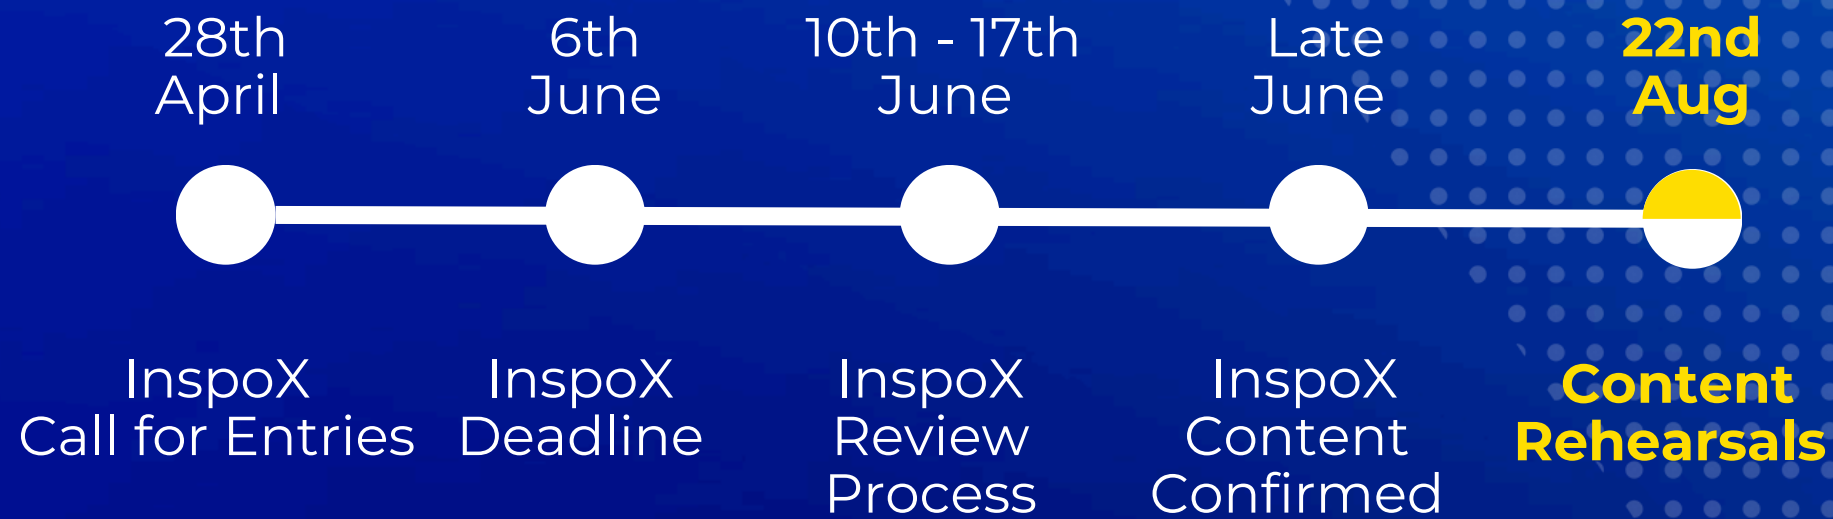 28th
April
6th
June
10th - 17th
June
Late
June
22nd
Aug
InspoX
Call for Entries
InspoX
Deadline
InspoX
Review
Process
InspoX
Content
Confirmed
Content
Rehearsals